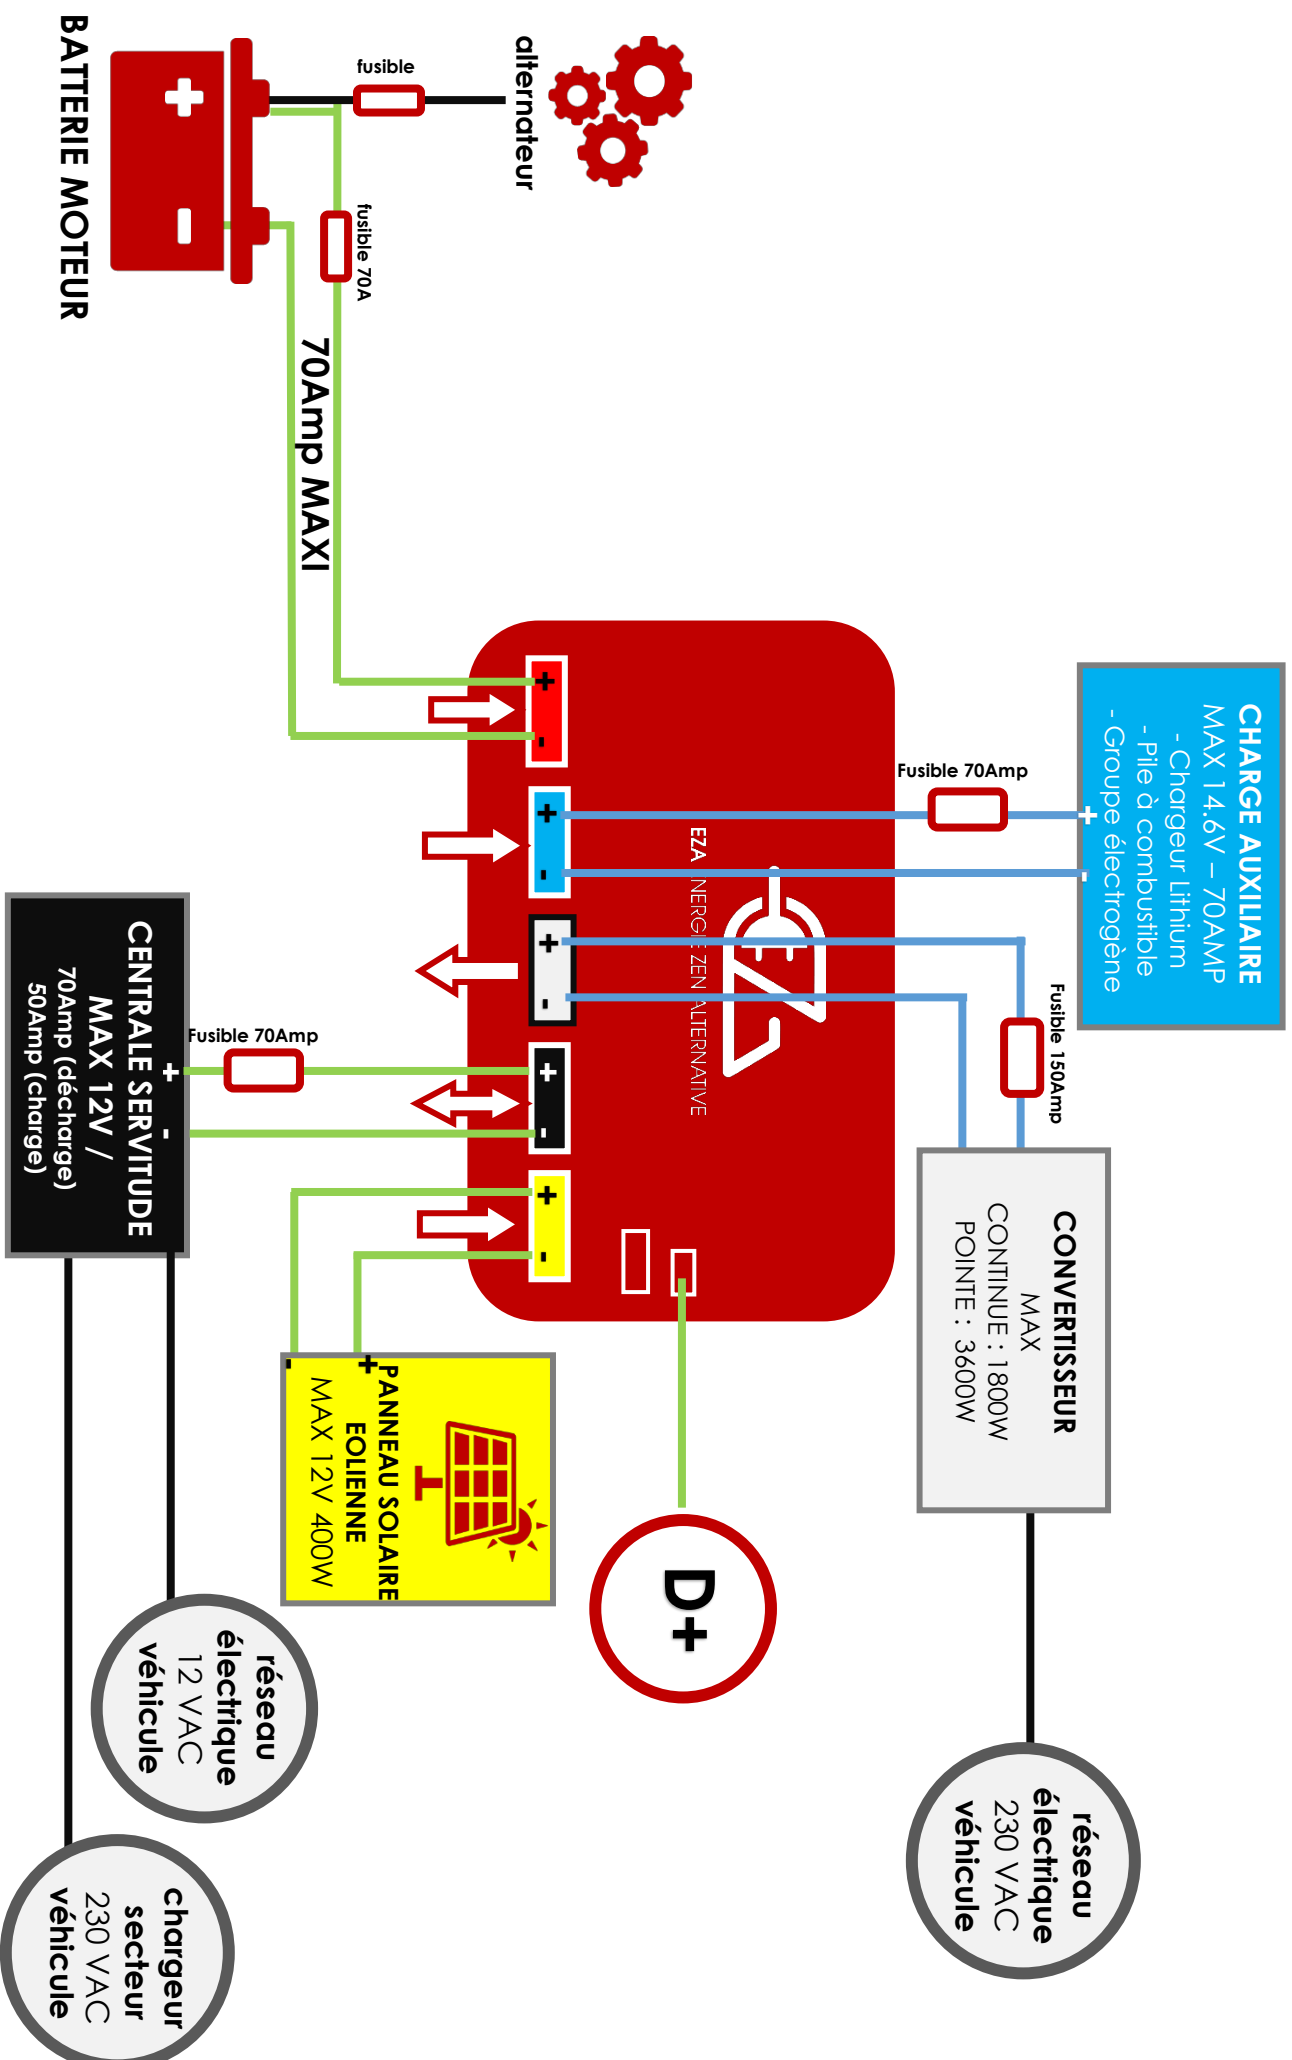 BATTERIE MOTEUR
+
-
fusible
alternateur
fusible 70A
70Amp MAXI
CHARGE AUXILIAIRE
MAX 14.6V – 70AMP
- Chargeur Lithium
- Pile à combustible
- Groupe électrogène
+
-
Fusible 70Amp
Fusible 150Amp
+
-
+
-
+
-
+
-
+
-
EZA NERGIE ZEN ALTERNATIVE
CONVERTISSEUR
MAX
CONTINUE : 1800W
POINTE : 3600W
Fusible 70Amp
+
-
CENTRALE SERVITUDE
MAX 12V /
70Amp (décharge)
50Amp (charge)
-
+
PANNEAU SOLAIRE
EOLIENNE
MAX 12V 400W
D+
réseau
électrique
12 VAC
véhicule
réseau
électrique
230 VAC
véhicule
chargeur
secteur
230 VAC
véhicule